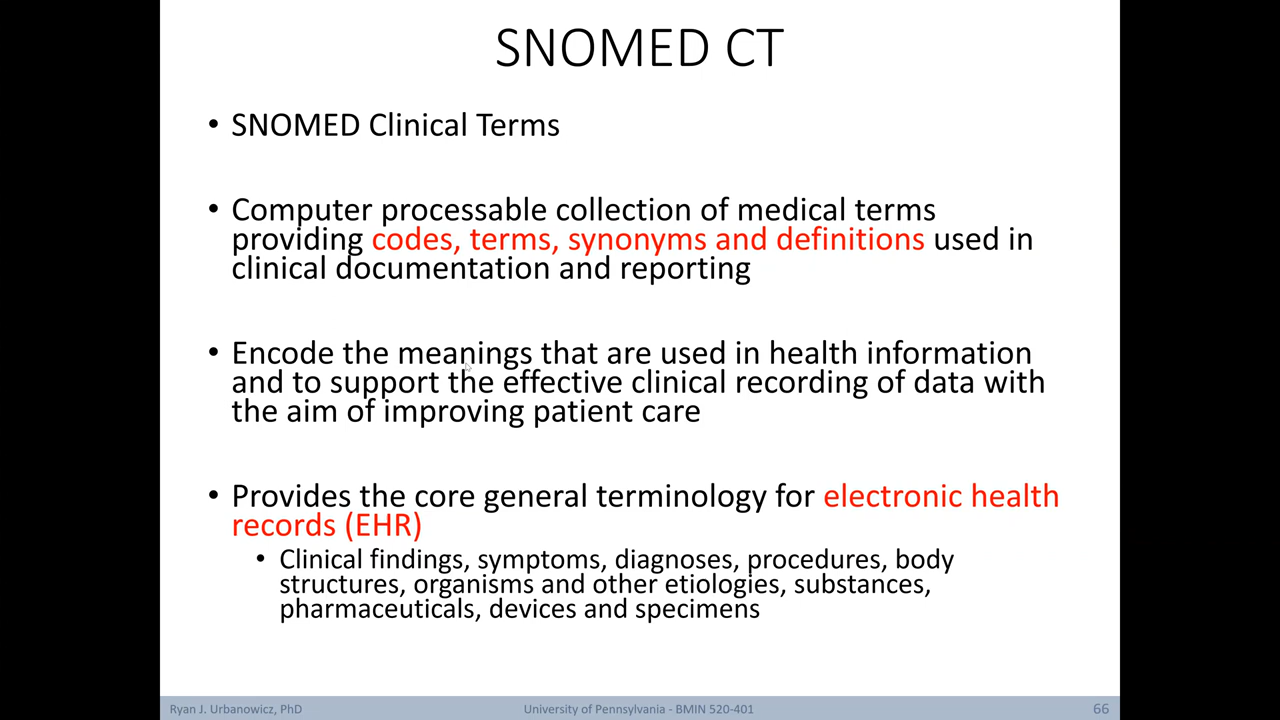 SNOMED CT
• SNOMED Clinical Terms
• Computer processable collection of medical terms
providing codes, terms, synonyms and definitions used in
clinical documentation and reporting
• Encode the meanings that are used in health information
and to support the effective clinical recording of data with
the aim of improving patient care
• Provides the core general terminology for electronic health
records (EHR)
• Clinical findings, symptoms, diagnoses, procedures, body
structures, organisms and other etiologies, substances,
pharmaceuticals, devices and specimens
Ryan J. Urbanowicz, PhD
University of Pennsylvania - BMIN 520-401
66